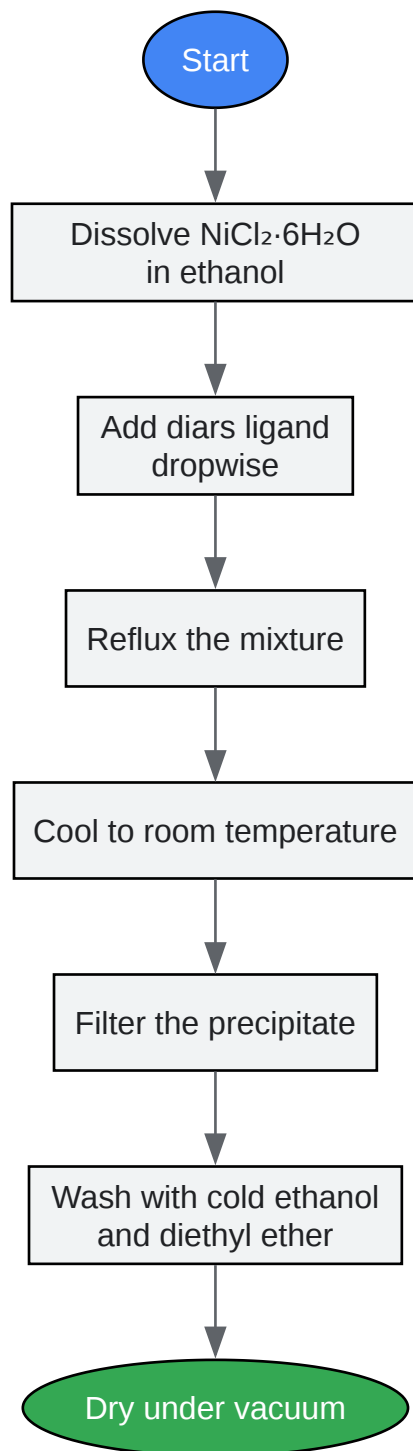 Start
Dissolve NiCl₂·6H₂O
in ethanol
Add diars ligand
dropwise
Reflux the mixture
Cool to room temperature
Filter the precipitate
Wash with cold ethanol
and diethyl ether
Dry under vacuum